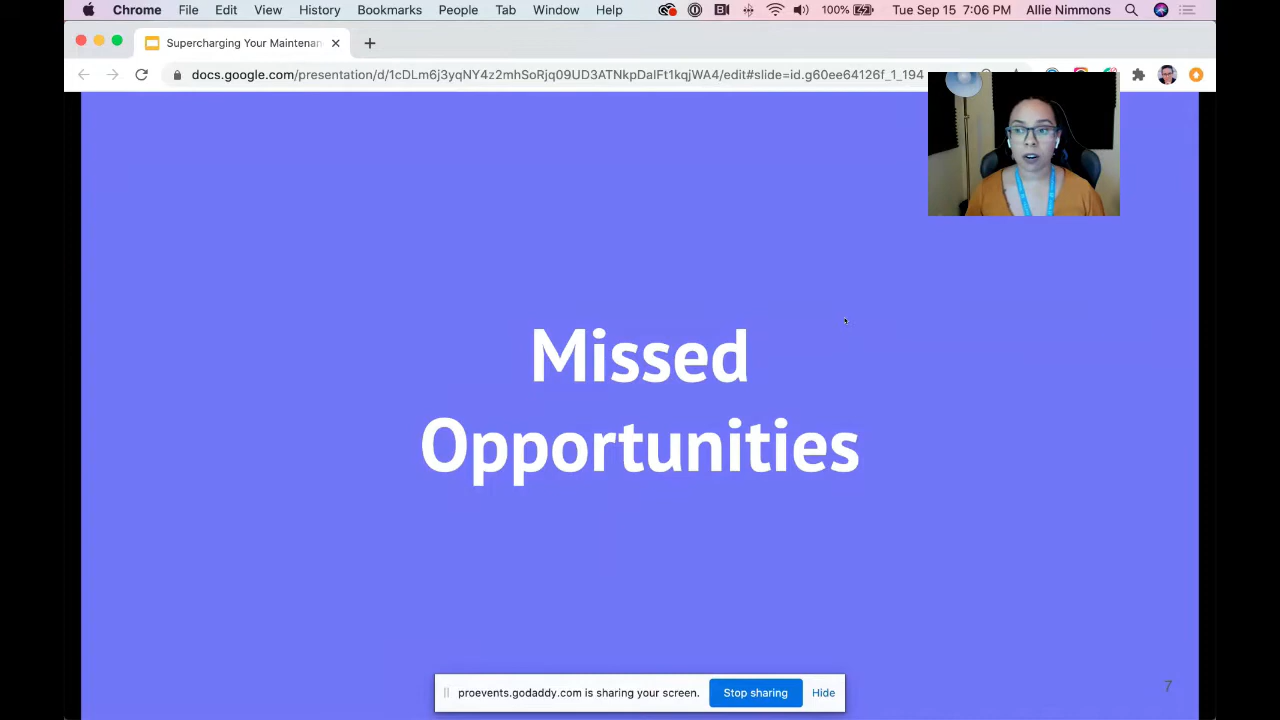 Chrome File Edit View History Bookmarks People Tab Window Help 100% Tue Sep 15 7:06 PM Allie Nimmons
Supercharging Your Maintenan
docs.google.com/presentation/d/1cDLm6j3yqNY4z2mhSoRjq09UD3ATNkpDalFt1kqjWA4/edit#slide=id.g60ee64126f_1_194
Missed
Opportunities
proevents.godaddy.com is sharing your screen. Stop sharing Hide
7